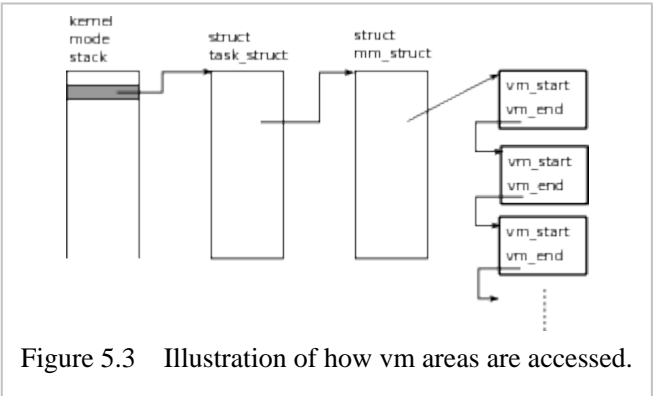 kernel
mode
stack
struct
task_struct
struct
mm_struct
vm_start
vm_end
vm_start
vm_end
vm_start
vm_end
Figure 5.3 Illustration of how vm areas are accessed.